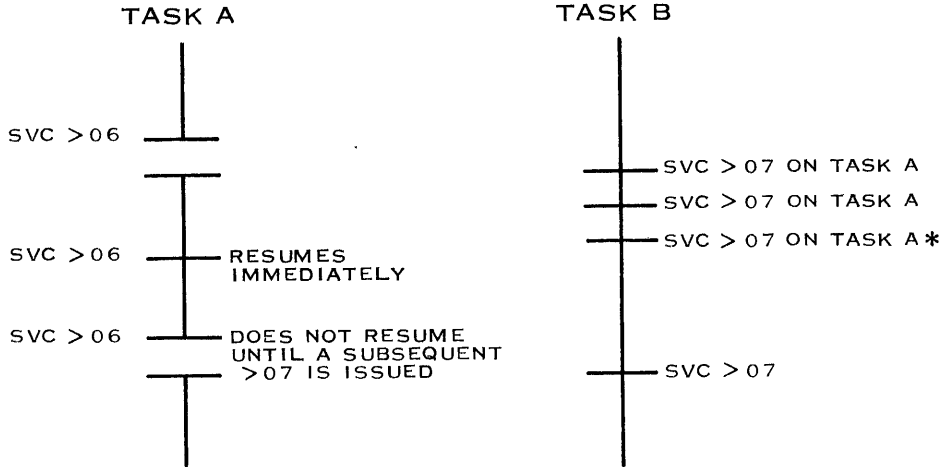 TASK A
TASK B
SVC >06
SVC >07 ON TASK A
SVC >07 ON TASK A
SVC >07 ON TASK A*
SVC >06
RESUMES
IMMEDIATELY
SVC >06
DOES NOT RESUME
UNTIL A SUBSEQUENT
>07 IS ISSUED
SVC >07